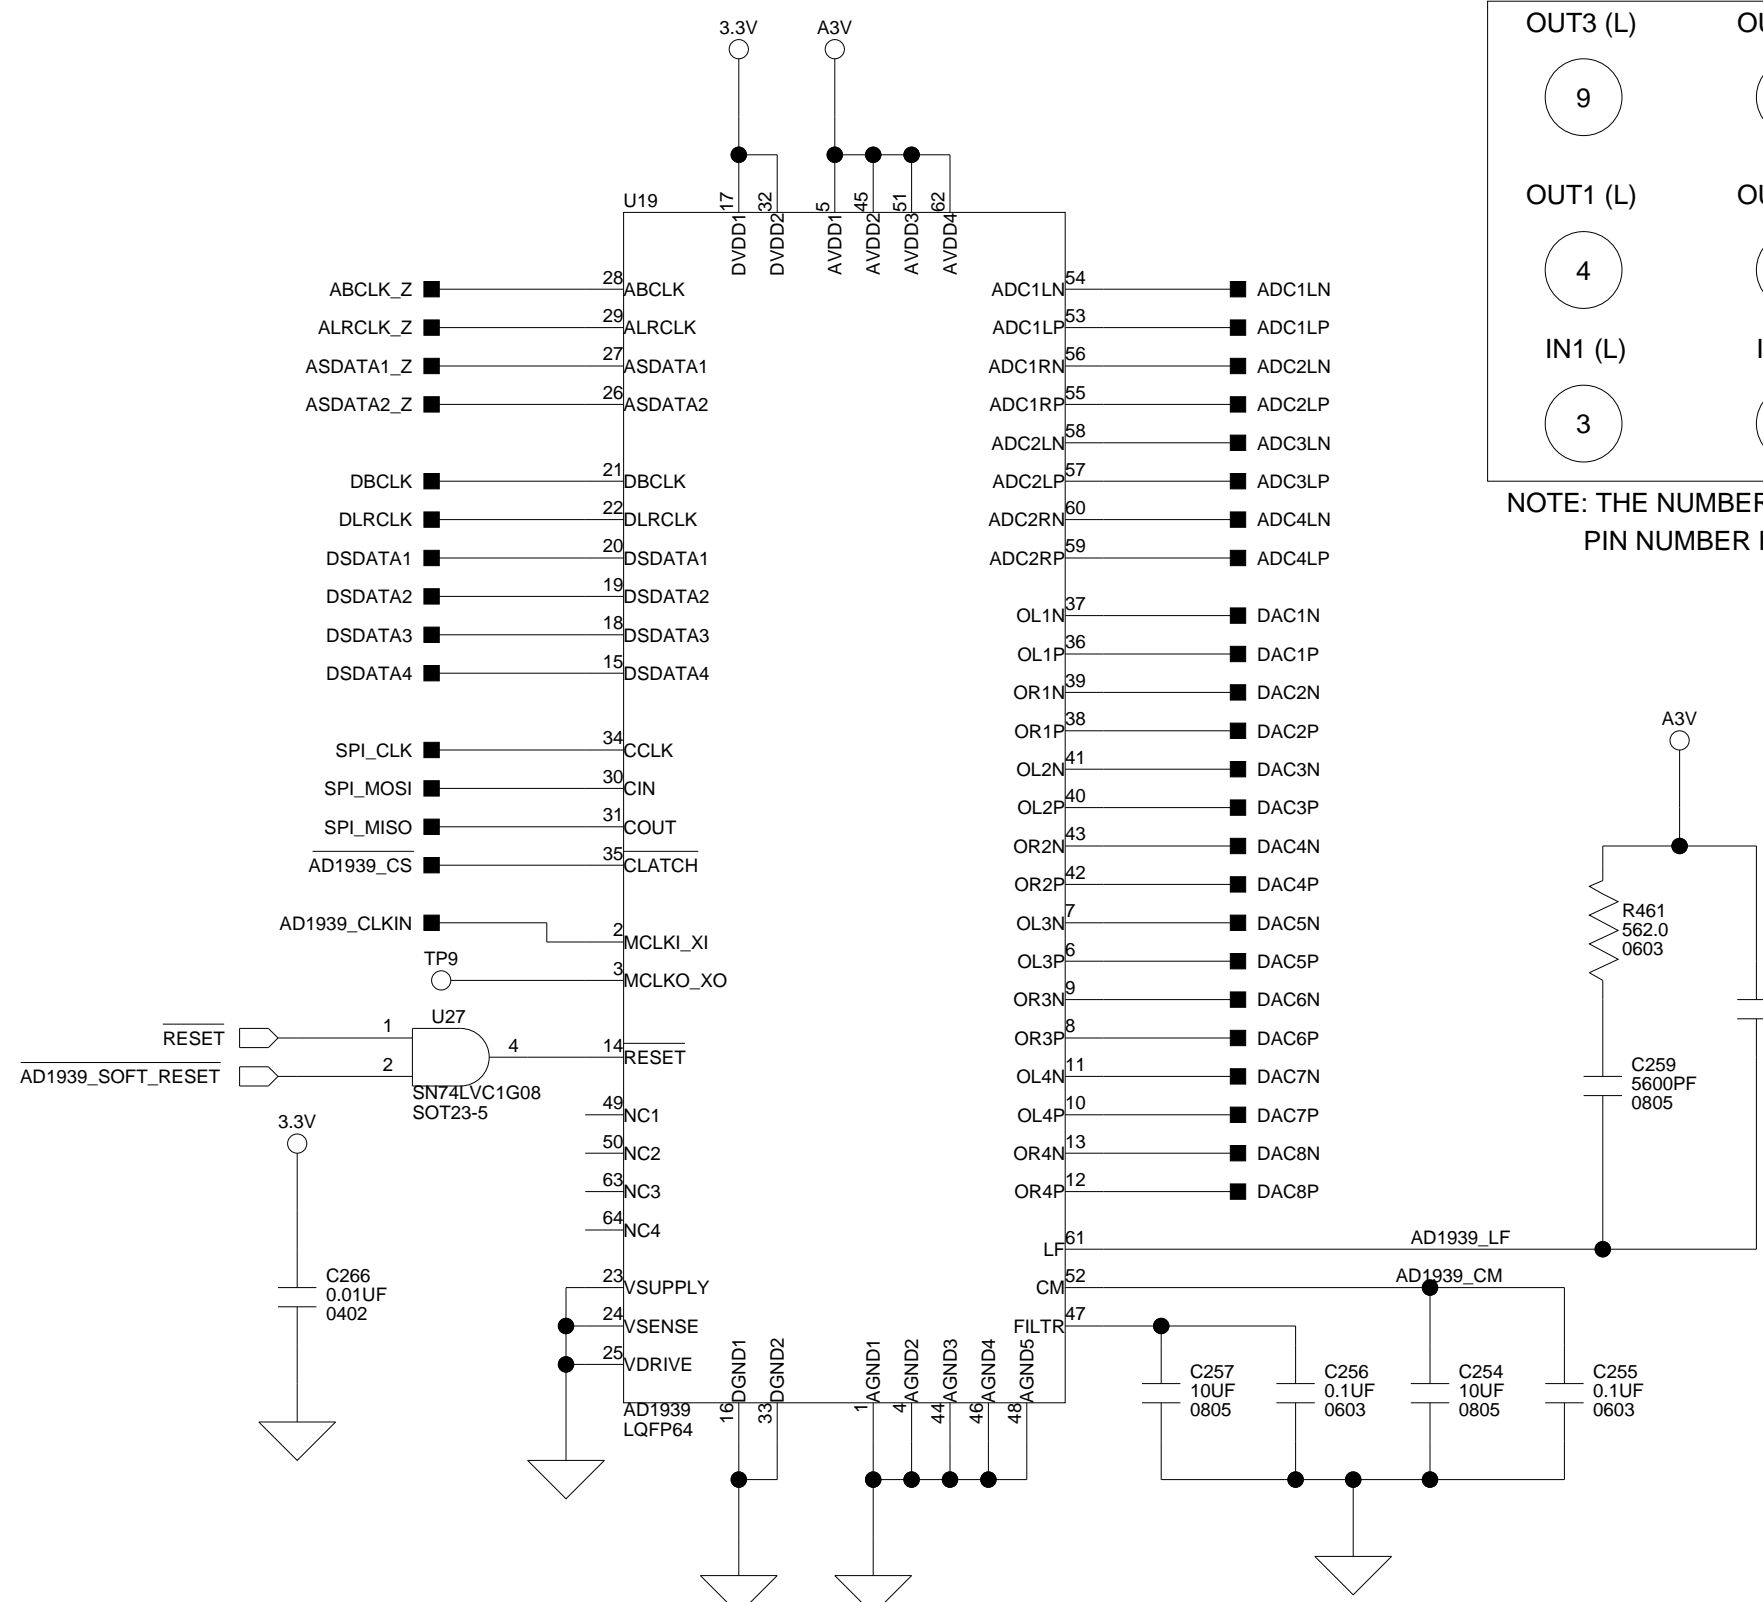 3.3V
A3V
U19
17
32
5
45
51
62
DVDD1
DVDD2
AVDD1
AVDD2
AVDD3
AVDD4
ABCLK_Z
28
ABCLK
ALRCLK_Z
29
ALRCLK
ASDATA1_Z
27
ASDATA1
ASDATA2_Z
26
ASDATA2
DBCLK
21
DBCLK
DLRCLK
22
DLRCLK
DSDATA1
20
DSDATA1
DSDATA2
19
DSDATA2
DSDATA3
18
DSDATA3
DSDATA4
15
DSDATA4
SPI_CLK
34
CCLK
SPI_MOSI
30
CIN
SPI_MISO
31
COUT
AD1939_CS
35
CLATCH
AD1939_CLKIN
2
MCLKI_XI
TP9
3
MCLKO_XO
RESET
1
U27
AD1939_SOFT_RESET
2
4
SN74LVC1G08
SOT23-5
14
RESET
49
NC1
50
NC2
63
NC3
64
NC4
23
VSUPPLY
24
VSENSE
25
VDRIVE
3.3V
C266
0.01UF
0402
AD1939
LQFP64
DGND1
DGND2
AGND1
AGND2
AGND3
AGND4
AGND5
16
33
1
4
44
46
48
ADC1LN
54
ADC1LN
ADC1LP
53
ADC1LP
ADC1RN
56
ADC2LN
ADC1RP
55
ADC2LP
ADC2LN
58
ADC3LN
ADC2LP
57
ADC3LP
ADC2RN
60
ADC4LN
ADC2RP
59
ADC4LP
OL1N
37
DAC1N
OL1P
36
DAC1P
OR1N
39
DAC2N
OR1P
38
DAC2P
OL2N
41
DAC3N
OL2P
40
DAC3P
OR2N
43
DAC4N
OR2P
42
DAC4P
OL3N
7
DAC5N
OL3P
6
DAC5P
OR3N
9
DAC6N
OR3P
8
DAC6P
OL4N
11
DAC7N
OL4P
10
DAC7P
OR4N
13
DAC8N
OR4P
12
DAC8P
LF
61
AD1939_LF
CM
52
AD1939_CM
FILTR
47
C257
10UF
0805
C256
0.1UF
0603
C254
10UF
0805
C255
0.1UF
0603
A3V
R461
562.0
0603
C259
5600PF
0805
OUT3 (L)
9
OUT1 (L)
4
IN1 (L)
3
NOTE: THE NUMBER
PIN NUMBER